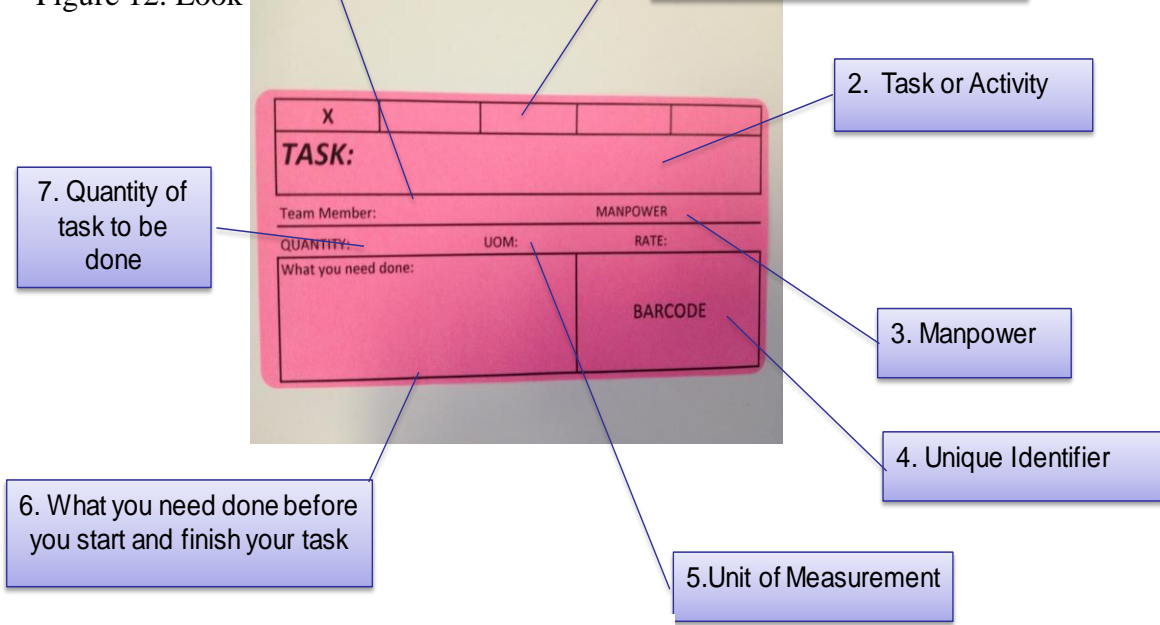 Figure 12. Look
2. Task or Activity
X
TASK:
7. Quantity of
task to be
done
Team Member:
MANPOWER
QUANTITY:
UOM:
RATE:
What you need done:
BARCODE
3. Manpower
4. Unique Identifier
6. What you need done before
you start and finish your task
5.Unit of Measurement